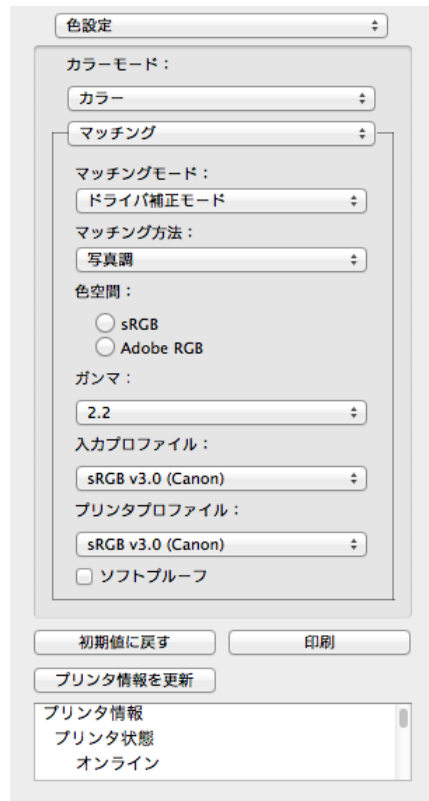 色設定
カラーモード：
カラー
マッチング
マッチングモード：
ドライバ補正モード
マッチング方法：
写真調
色空間：
sRGB
Adobe RGB
ガンマ：
2.2
入力プロファイル：
sRGB v3.0 (Canon)
プリンタプロファイル：
sRGB v3.0 (Canon)
ソフトプルーフ
初期値に戻す 印刷
プリンタ情報を更新
プリンタ情報
プリンタ状態
オンライン